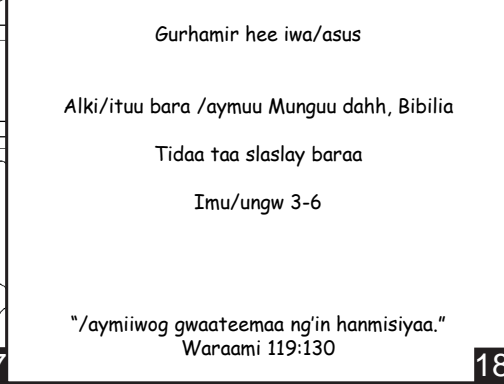 Gurhamir hee iwa/asus
Alki/ituu bara /aymuu Munguu dahh, Bibilia
Tidaa taa slaslay baraa
Imu/ungw 3-6
"/aymiiwog gwaateemaa ng'in hanmisiyaa."
Waraami 119:130
18